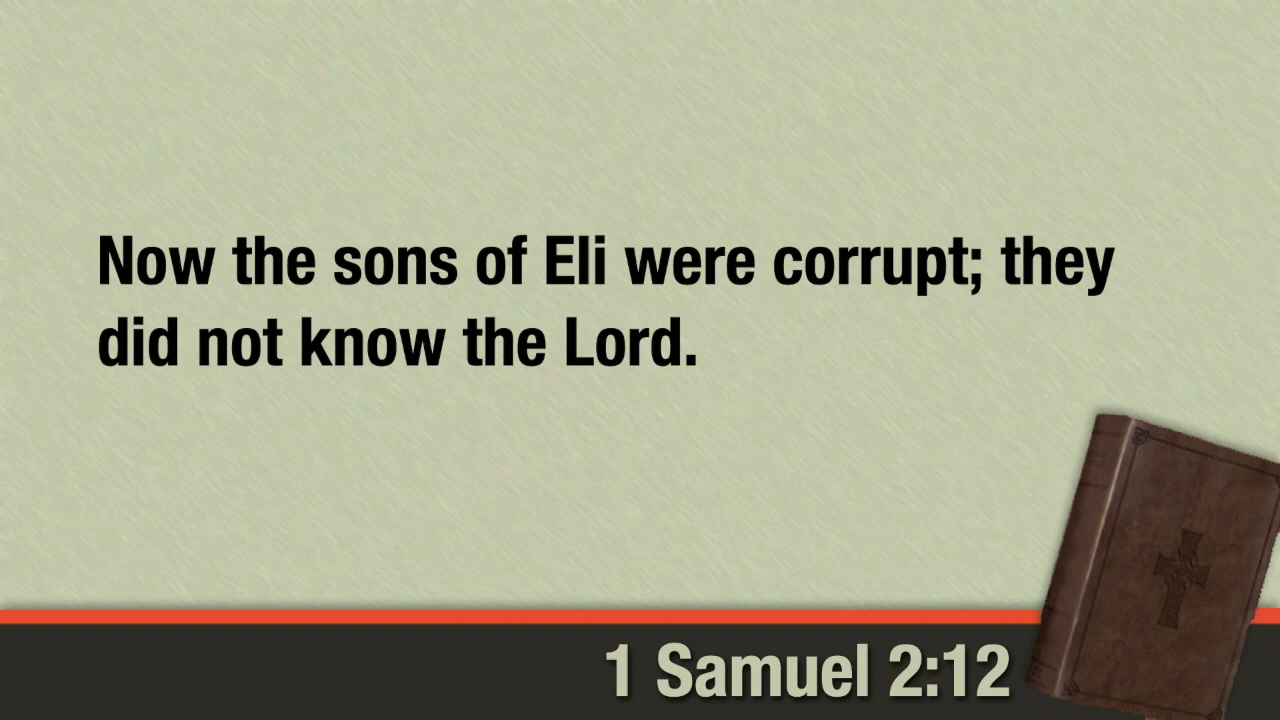 Now the sons of Eli were corrupt; they
did not know the Lord.
1 Samuel 2:12